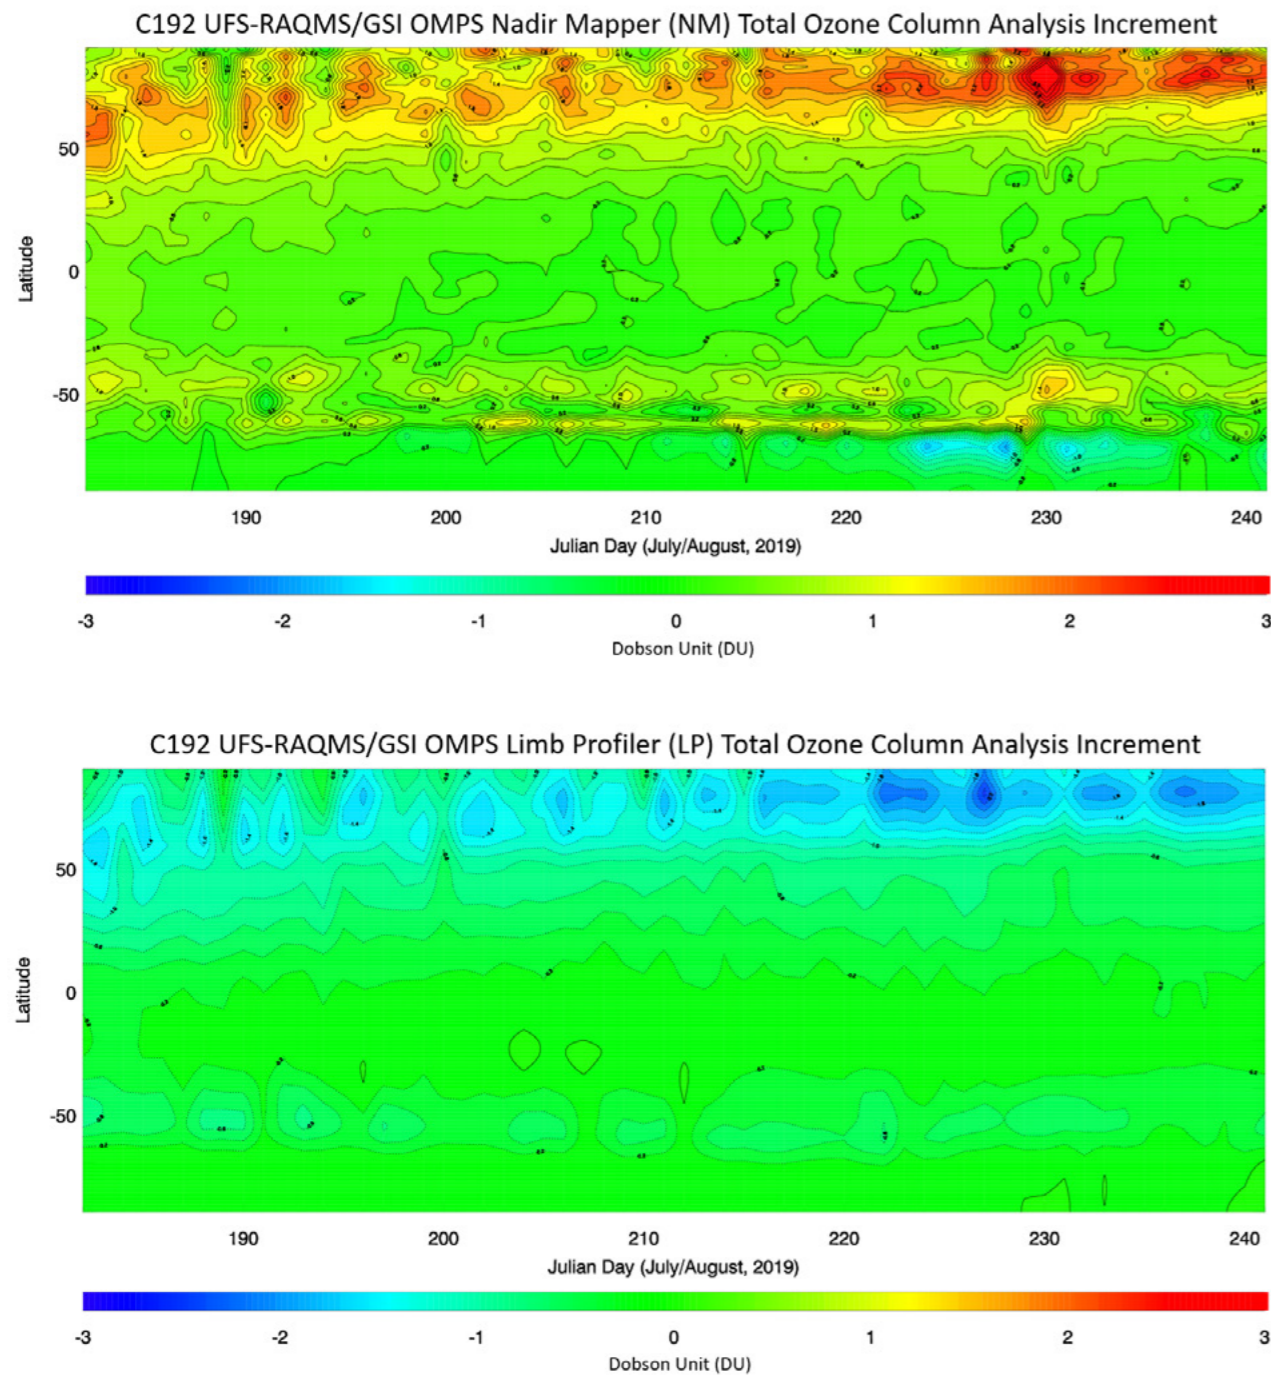 C192 UFS-RAQMS/GSI OMPS Nadir Mapper (NM) Total Ozone Column Analysis Increment
50
0
-50
Latitude
190 200 210 220 230 240
Julian Day (July/August, 2019)
-3 -2 -1 0 1 2 3
Dobson Unit (DU)
C192 UFS-RAQMS/GSI OMPS Limb Profiler (LP) Total Ozone Column Analysis Increment
50
0
-50
Latitude
190 200 210 220 230 240
Julian Day (July/August, 2019)
-3 -2 -1 0 1 2 3
Dobson Unit (DU)